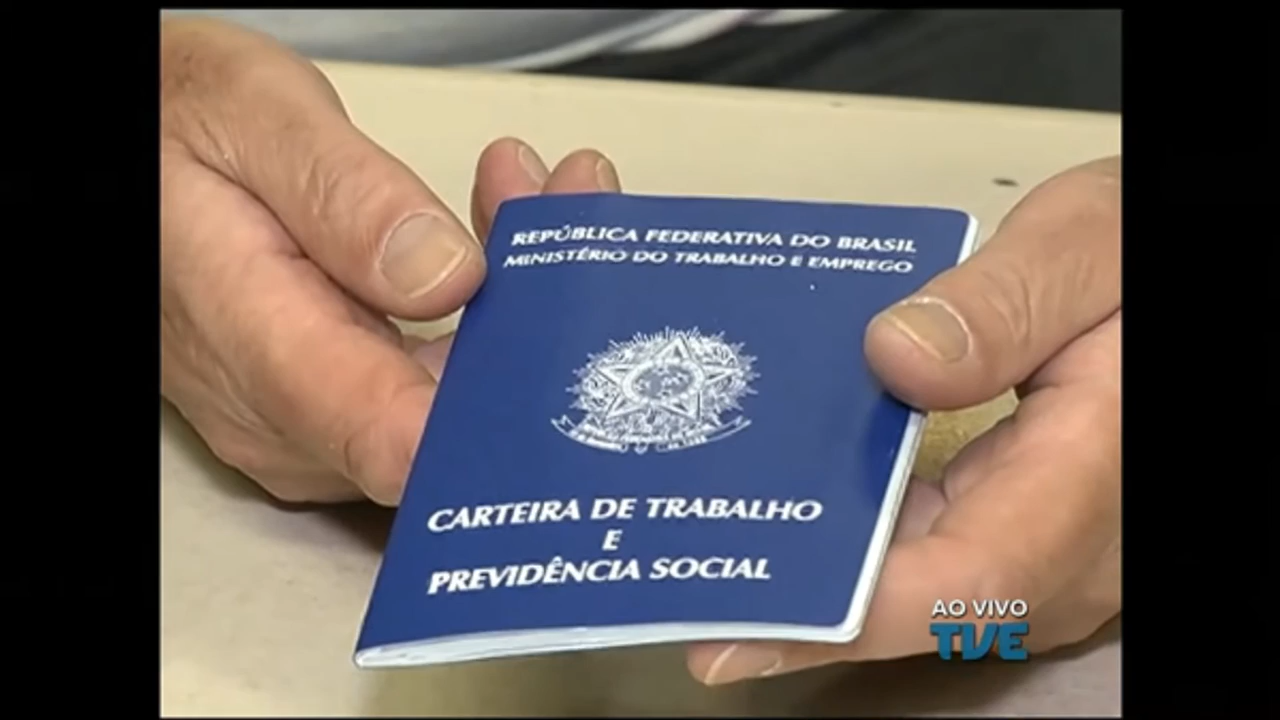 REPÚBLICA FEDERATIVA DO BRASIL
MINISTÉRIO DO TRABALHO E EMPREGO
CARTEIRA DE TRABALHO
E
PREVIDÊNCIA SOCIAL
AO VIVO
TVE